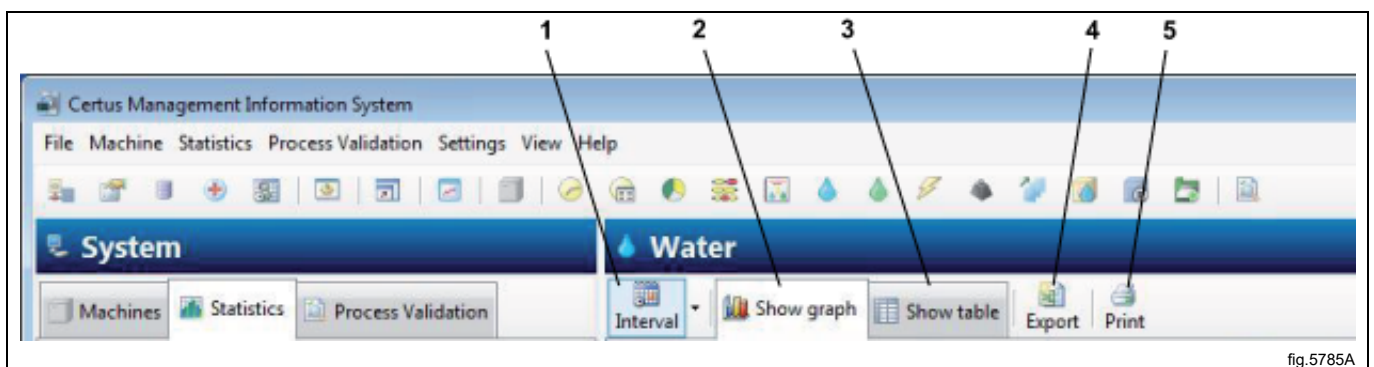 1 2 3 4 5
Certus Management Information System
File Machine Statistics Process Validation Settings View Help
System Water
Machines Statistics Process Validation Interval Show graph Show table Export Print
fig.5785A